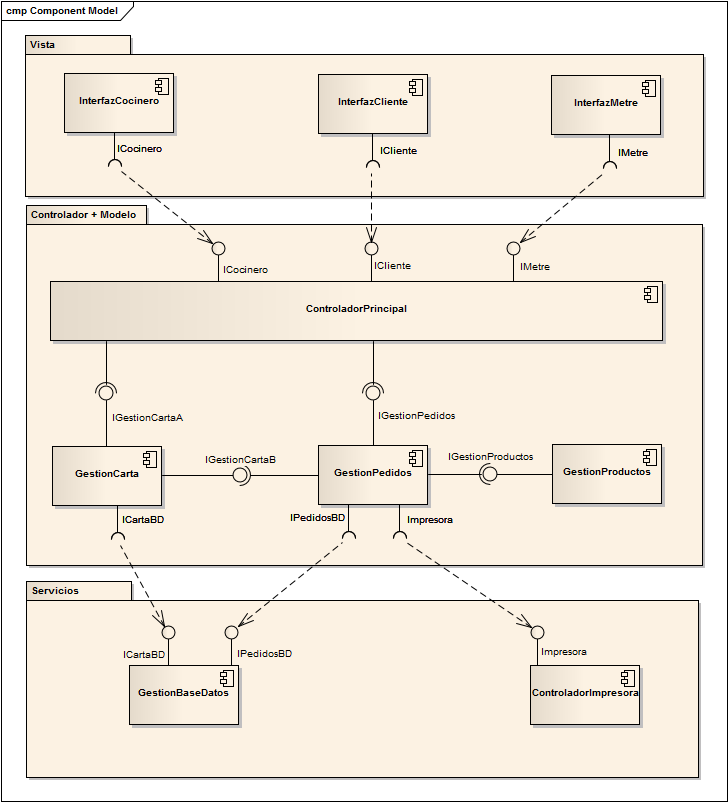 cmp Component Model
Vista
InterfazCocinero
InterfazCliente
InterfazMetre
ICocinero
ICliente
IMetre
Controlador + Modelo
ICocinero
ICliente
IMetre
ControladorPrincipal
IGestionCartaA
IGestionPedidos
IGestionCartaB
IGestionProductos
GestionCarta
GestionPedidos
GestionProductos
ICartaBD
IPedidosBD
Impresora
Servicios
ICartaBD
IPedidosBD
Impresora
GestionBaseDatos
ControladorImpresora